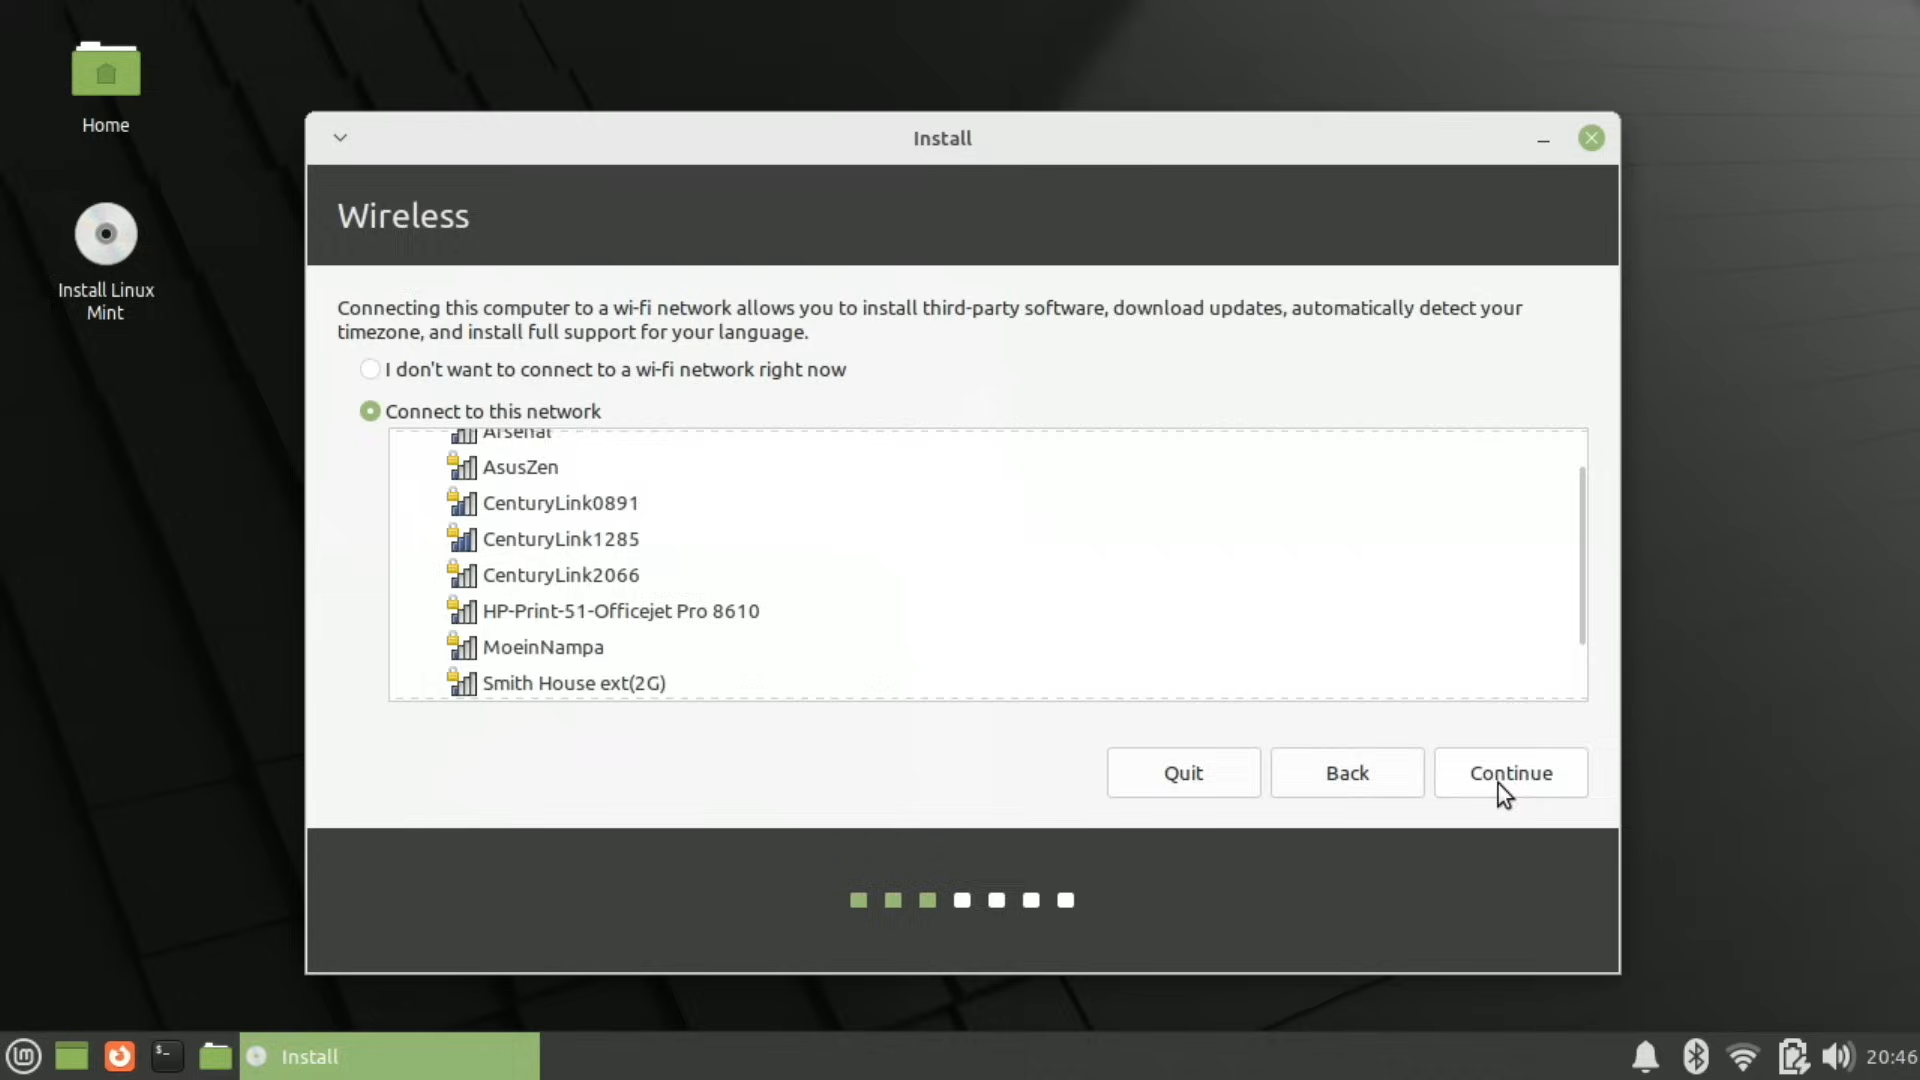 Home
Install Linux
Mint
Install
Wireless
Connecting this computer to a wi-fi network allows you to install third-party software, download updates, automatically detect your
timezone, and install full support for your language.
I don't want to connect to a wi-fi network right now
Connect to this network
Arsenal
AsusZen
CenturyLink0891
CenturyLink1285
CenturyLink2066
HP-Print-51-Officejet Pro 8610
MoeinNampa
Smith House ext(2G)
Quit
Back
Continue
Install
20:46